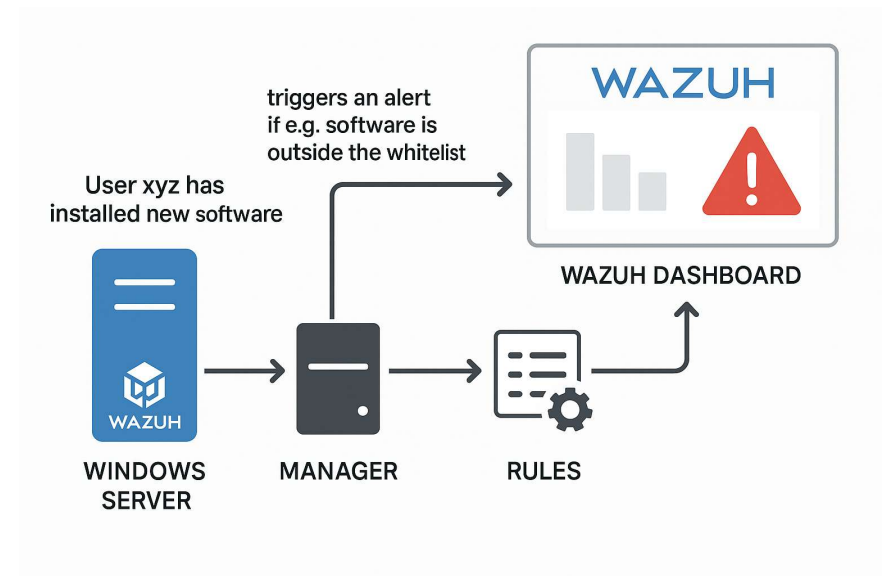 WAZUH
triggers an alert
if e.g. software is
outside the whitelist
User xyz has
installed new software
WAZUH DASHBOARD
WAZUH
WINDOWS
SERVER
MANAGER
RULES